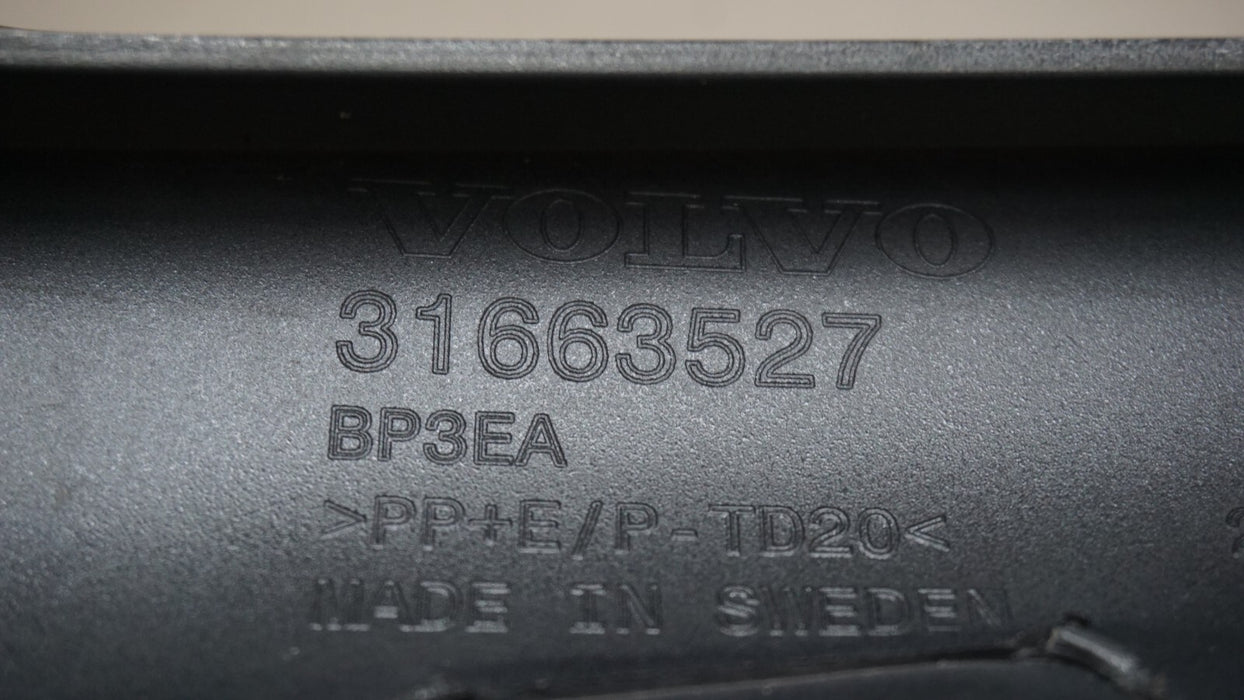 VOLVO
31663527
BP3EA
>PP+E/P-TD20<
MADE IN SWEDEN